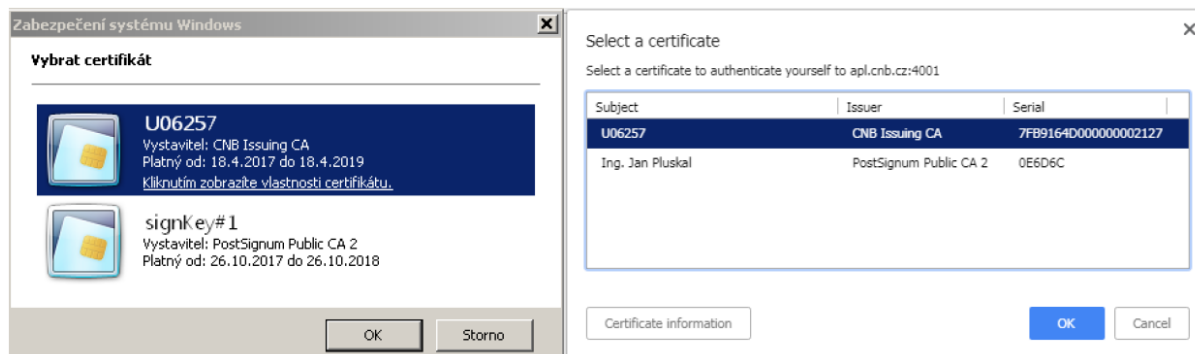 Zabezpečení systému Windows
Vybrat certifikát
U06257
Vystavitel: CNB Issuing CA
Platný od: 18.4.2017 do 18.4.2019
Kliknutím zobrazíte vlastnosti certifikátu.
signKey#1
Vystavitel: PostSignum Public CA 2
Platný od: 26.10.2017 do 26.10.2018
OK Storno
Select a certificate
Select a certificate to authenticate yourself to apl.cnb.cz:4001
Subject Issuer Serial
U06257 CNB Issuing CA 7FB9164D000000002127
Ing. Jan Pluskal PostSignum Public CA 2 0E6D6C
Certificate information OK Cancel